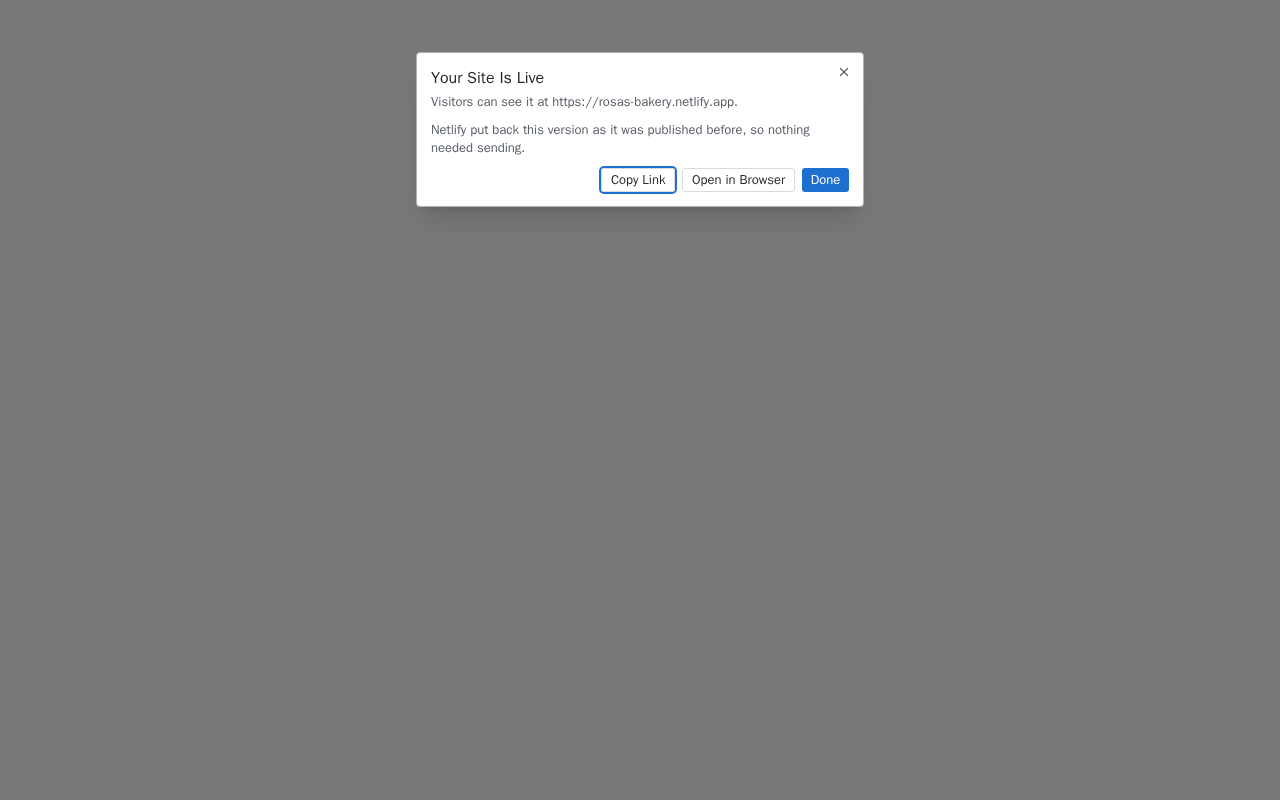 Your Site Is Live
Visitors can see it at https://rosas-bakery.netlify.app.
Netlify put back this version as it was published before, so nothing
needed sending.
Copy Link
Open in Browser
Done